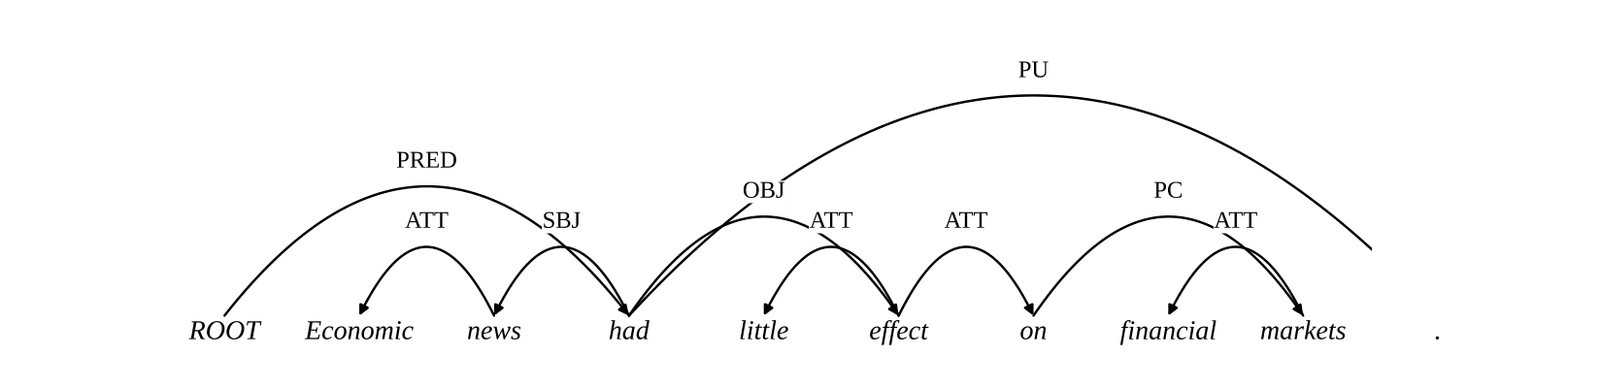 PU
PRED
OBJ PC
ATT SBJ ATT ATT ATT
ROOT Economic news had little effect on financial markets .